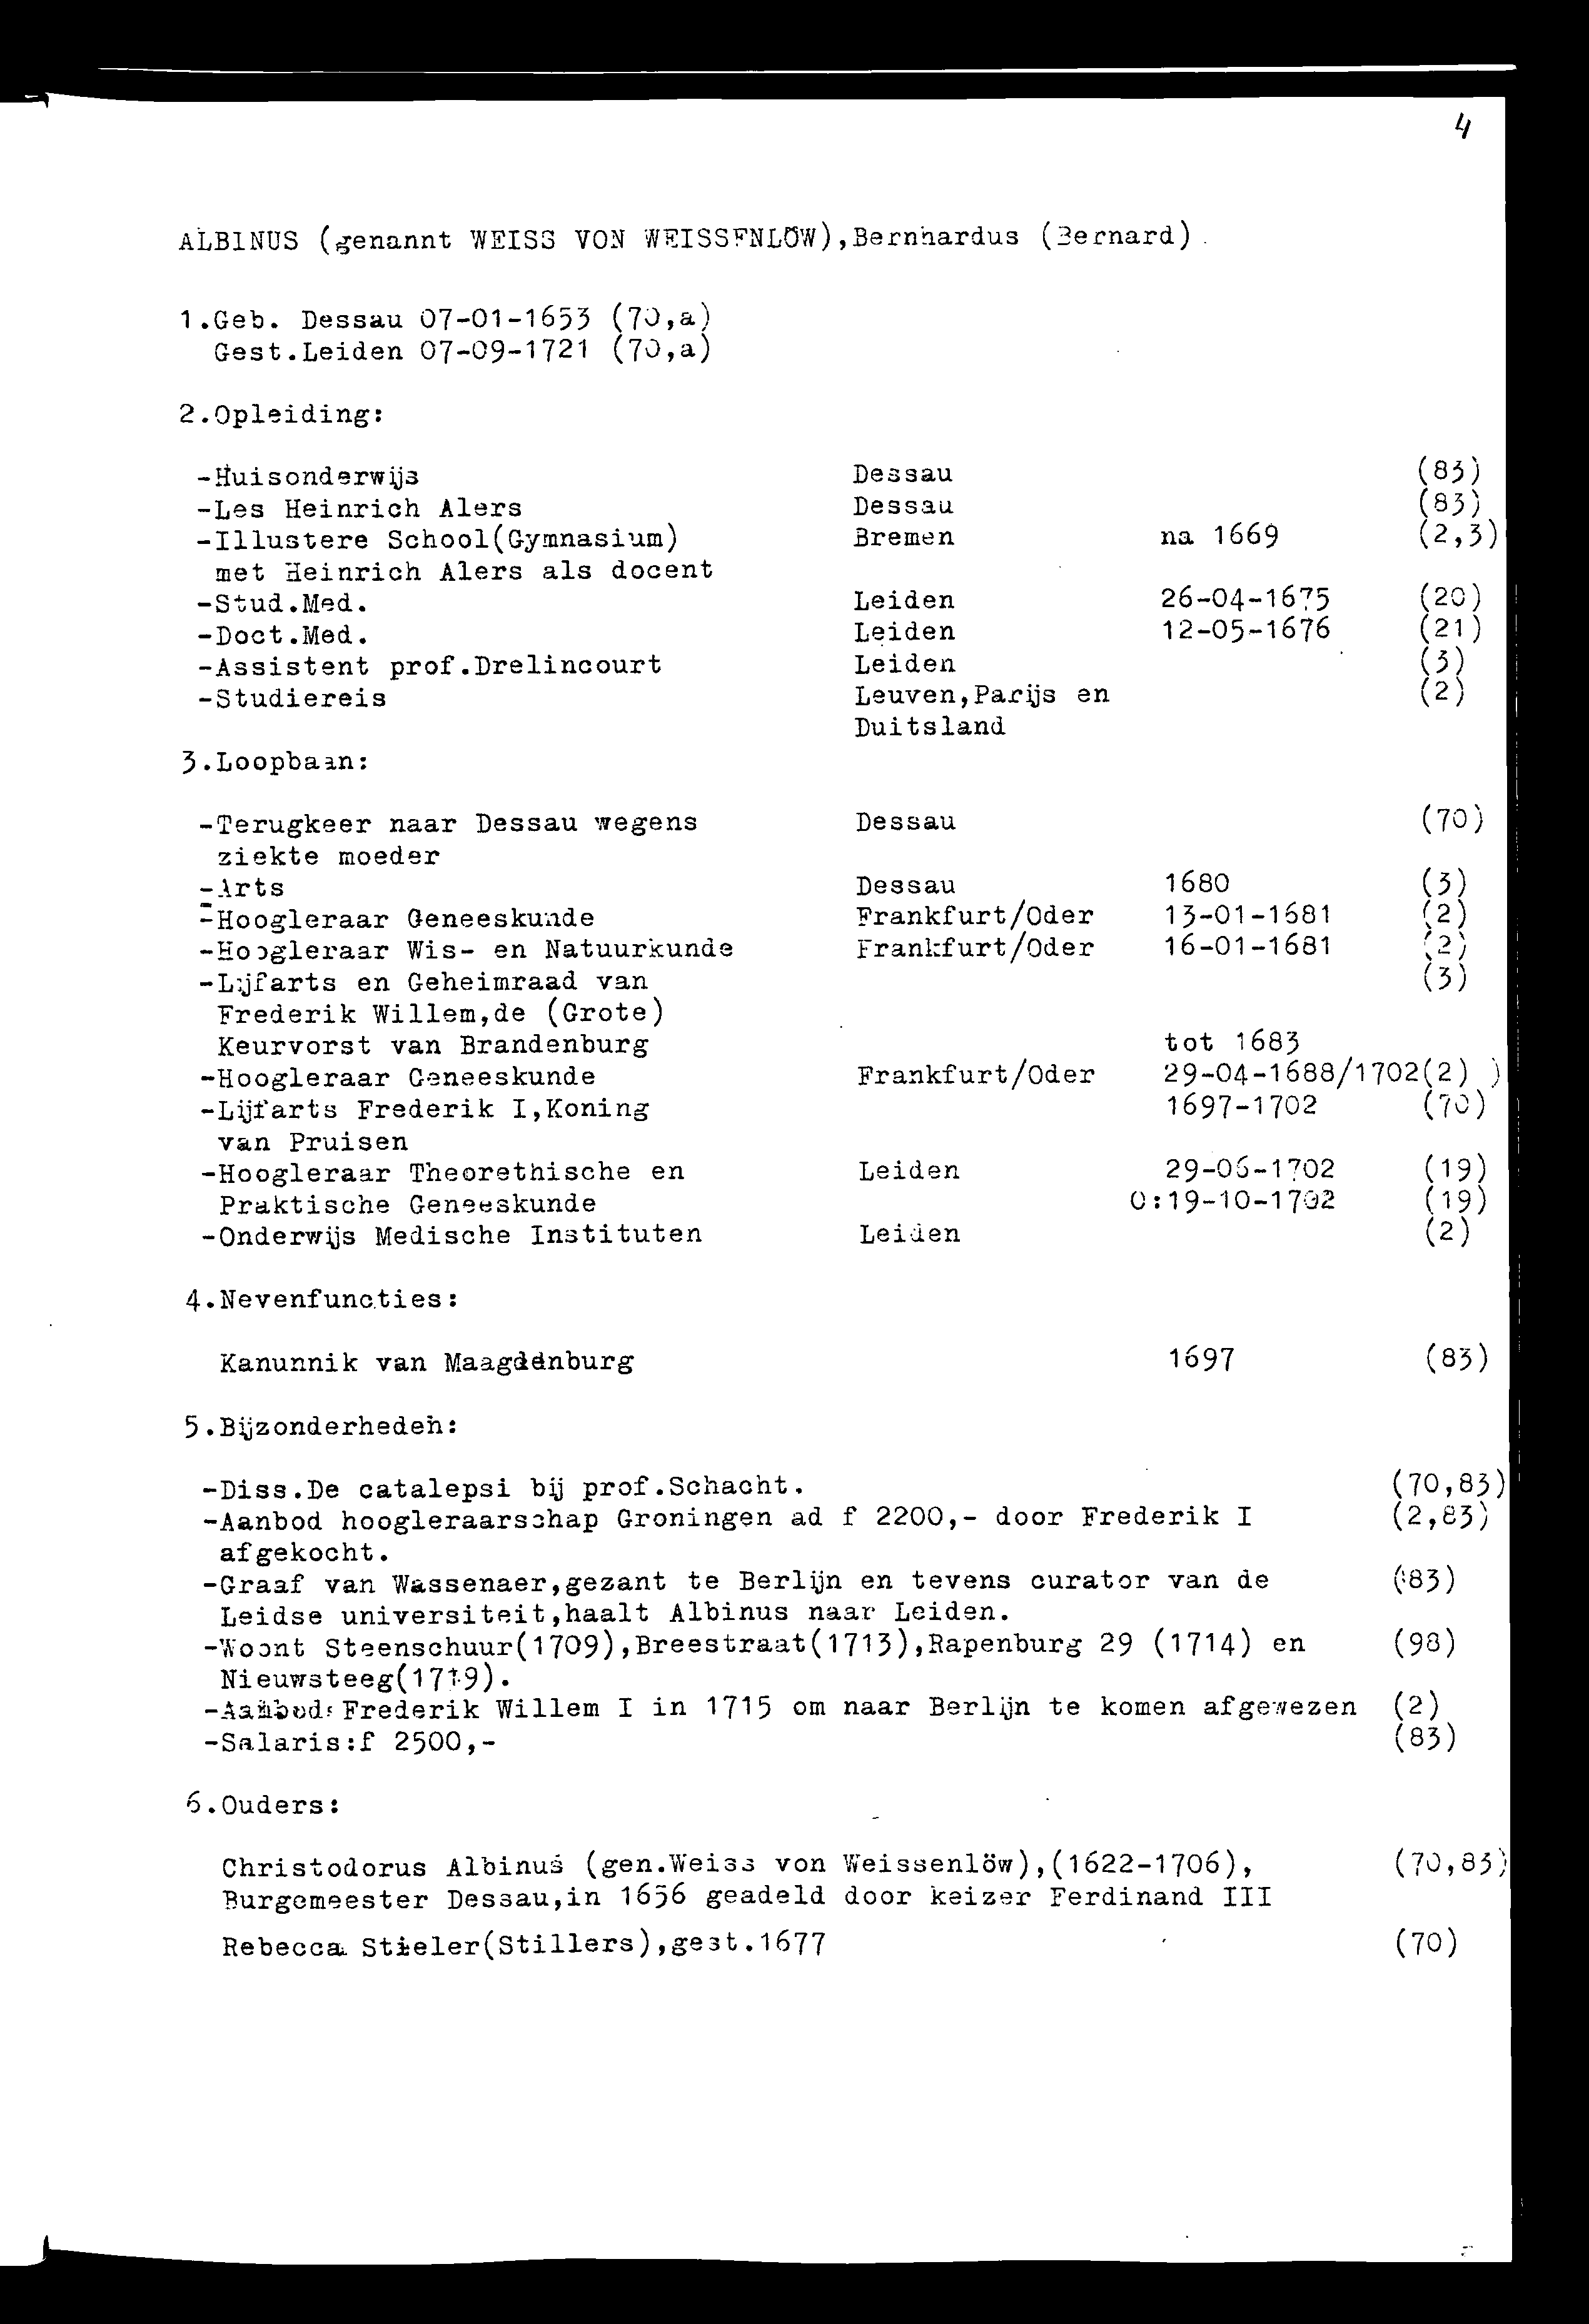 4
ALBINUS (genannt WEISS VON WEISSENLÖW),Bernhardus (Bernard).
1.Geb. Dessau 07-01-1653 (70,a)
Gest.Leiden 07-09-1721 (70,a)
2.Opleiding:
-Huisonderwijs Dessau (83)
-Les Heinrich Alers Dessau (83)
-Illustere School(Gymnasium) Bremen na 1669 (2,3)
met Heinrich Alers als docent
-Stud.Med. Leiden 26-04-1675 (20)
-Doct.Med. Leiden 12-05-1676 (21)
-Assistent prof.Drelincourt Leiden (3)
-Studiereis Leuven,Parijs en (2)
Duitsland
3.Loopbaan:
-Terugkeer naar Dessau wegens Dessau (70)
ziekte moeder
-Arts Dessau 1680 (3)
-Hoogleraar Geneeskunde Frankfurt/Oder 13-01-1681 (2)
-Hoogleraar Wis- en Natuurkunde Frankfurt/Oder 16-01-1681 (2)
-Lijfarts en Geheimraad van (3)
Frederik Willem,de (Grote)
Keurvorst van Brandenburg tot 1683
-Hoogleraar Geneeskunde Frankfurt/Oder 29-04-1688/1702(2) )
-Lijfarts Frederik I,Koning 1697-1702 (70)
van Pruisen
-Hoogleraar Theorethische en Leiden 29-06-1702 (19)
Praktische Geneeskunde O:19-10-1702 (19)
-Onderwijs Medische Instituten Leiden (2)
4.Nevenfuncties:
Kanunnik van Maagdenburg 1697 (83)
5.Bijzonderheden:
-Diss.De catalepsi bij prof.Schacht. (70,83)
-Aanbod hoogleraarschap Groningen ad f 2200,- door Frederik I (2,83)
afgekocht.
-Graaf van Wassenaer,gezant te Berlijn en tevens curator van de (83)
Leidse universiteit,haalt Albinus naar Leiden.
-Woont Steenschuur(1709),Breestraat(1713),Rapenburg 29 (1714) en (98)
Nieuwsteeg(1719).
-Aanbod Frederik Willem I in 1715 om naar Berlijn te komen afgewezen (2)
-Salaris:f 2500,- (83)
6.Ouders:
Christodorus Albinus (gen.Weiss von Weissenlöw),(1622-1706), (70,83)
Burgemeester Dessau,in 1656 geadeld door keizer Ferdinand III
Rebecca Stieler(Stillers),gest.1677 (70)